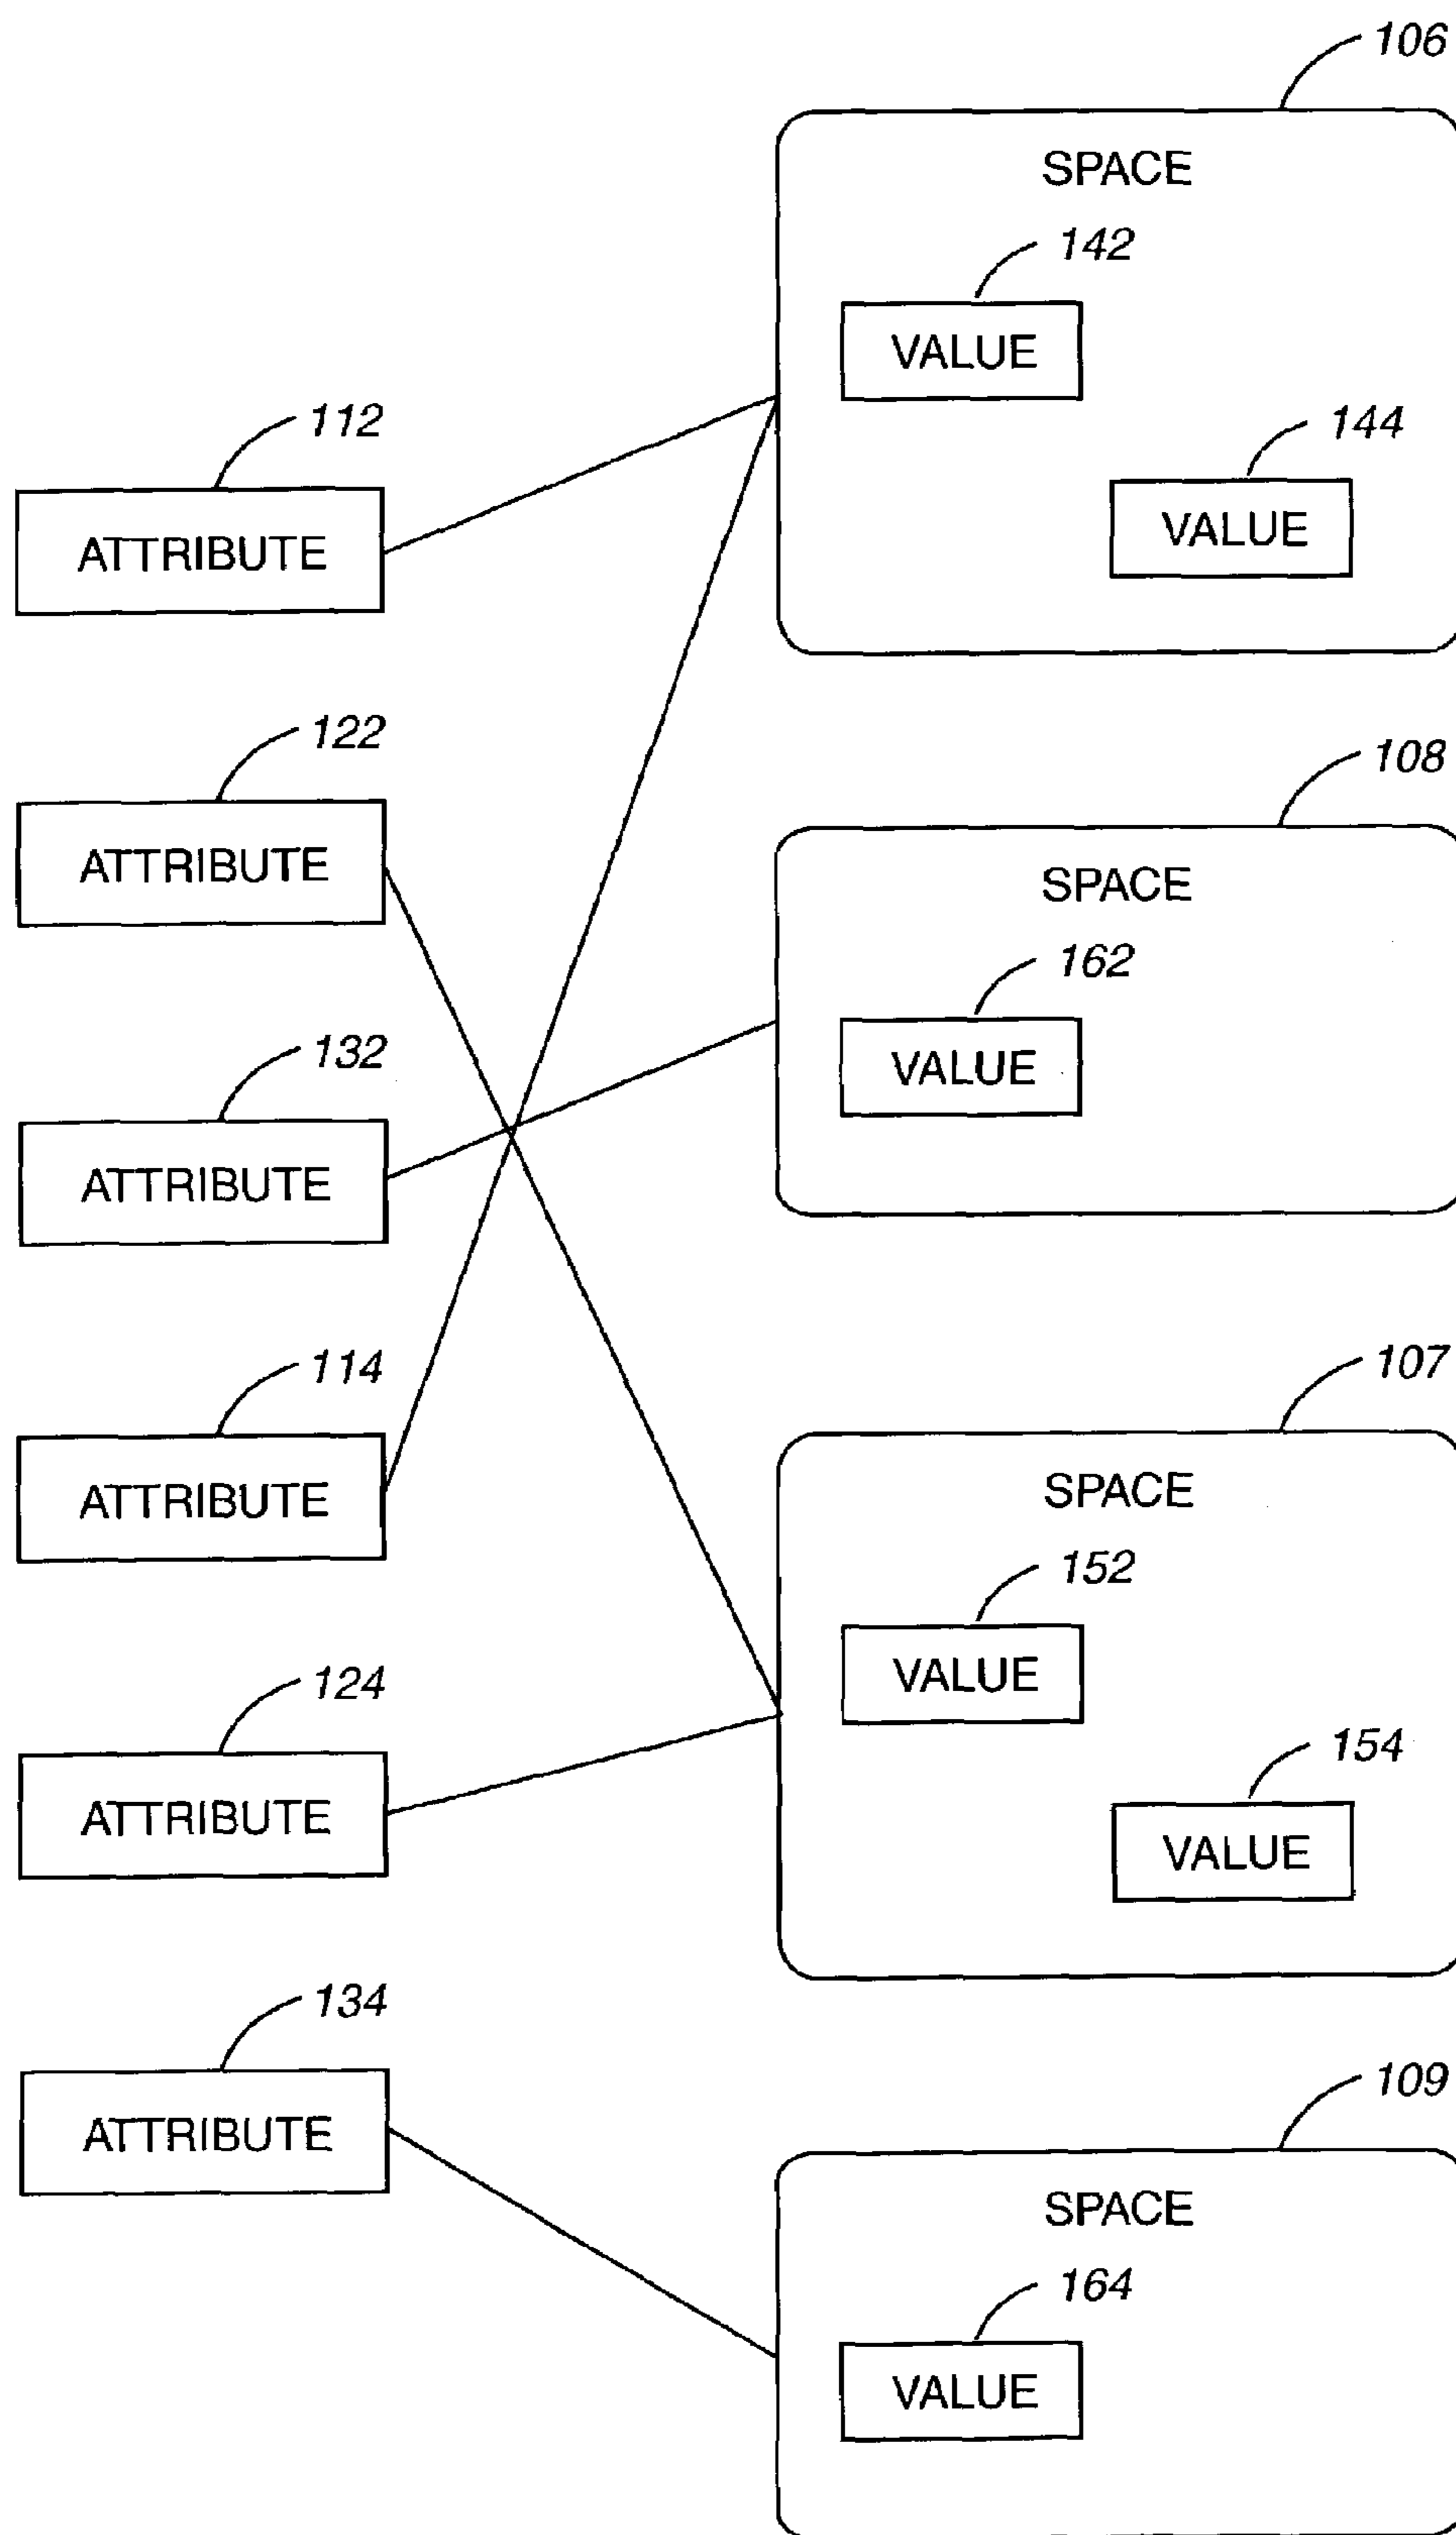 106
SPACE
142
VALUE
144
VALUE
112
ATTRIBUTE
122
ATTRIBUTE
108
SPACE
162
VALUE
132
ATTRIBUTE
114
ATTRIBUTE
107
SPACE
152
VALUE
154
VALUE
124
ATTRIBUTE
134
ATTRIBUTE
109
SPACE
164
VALUE